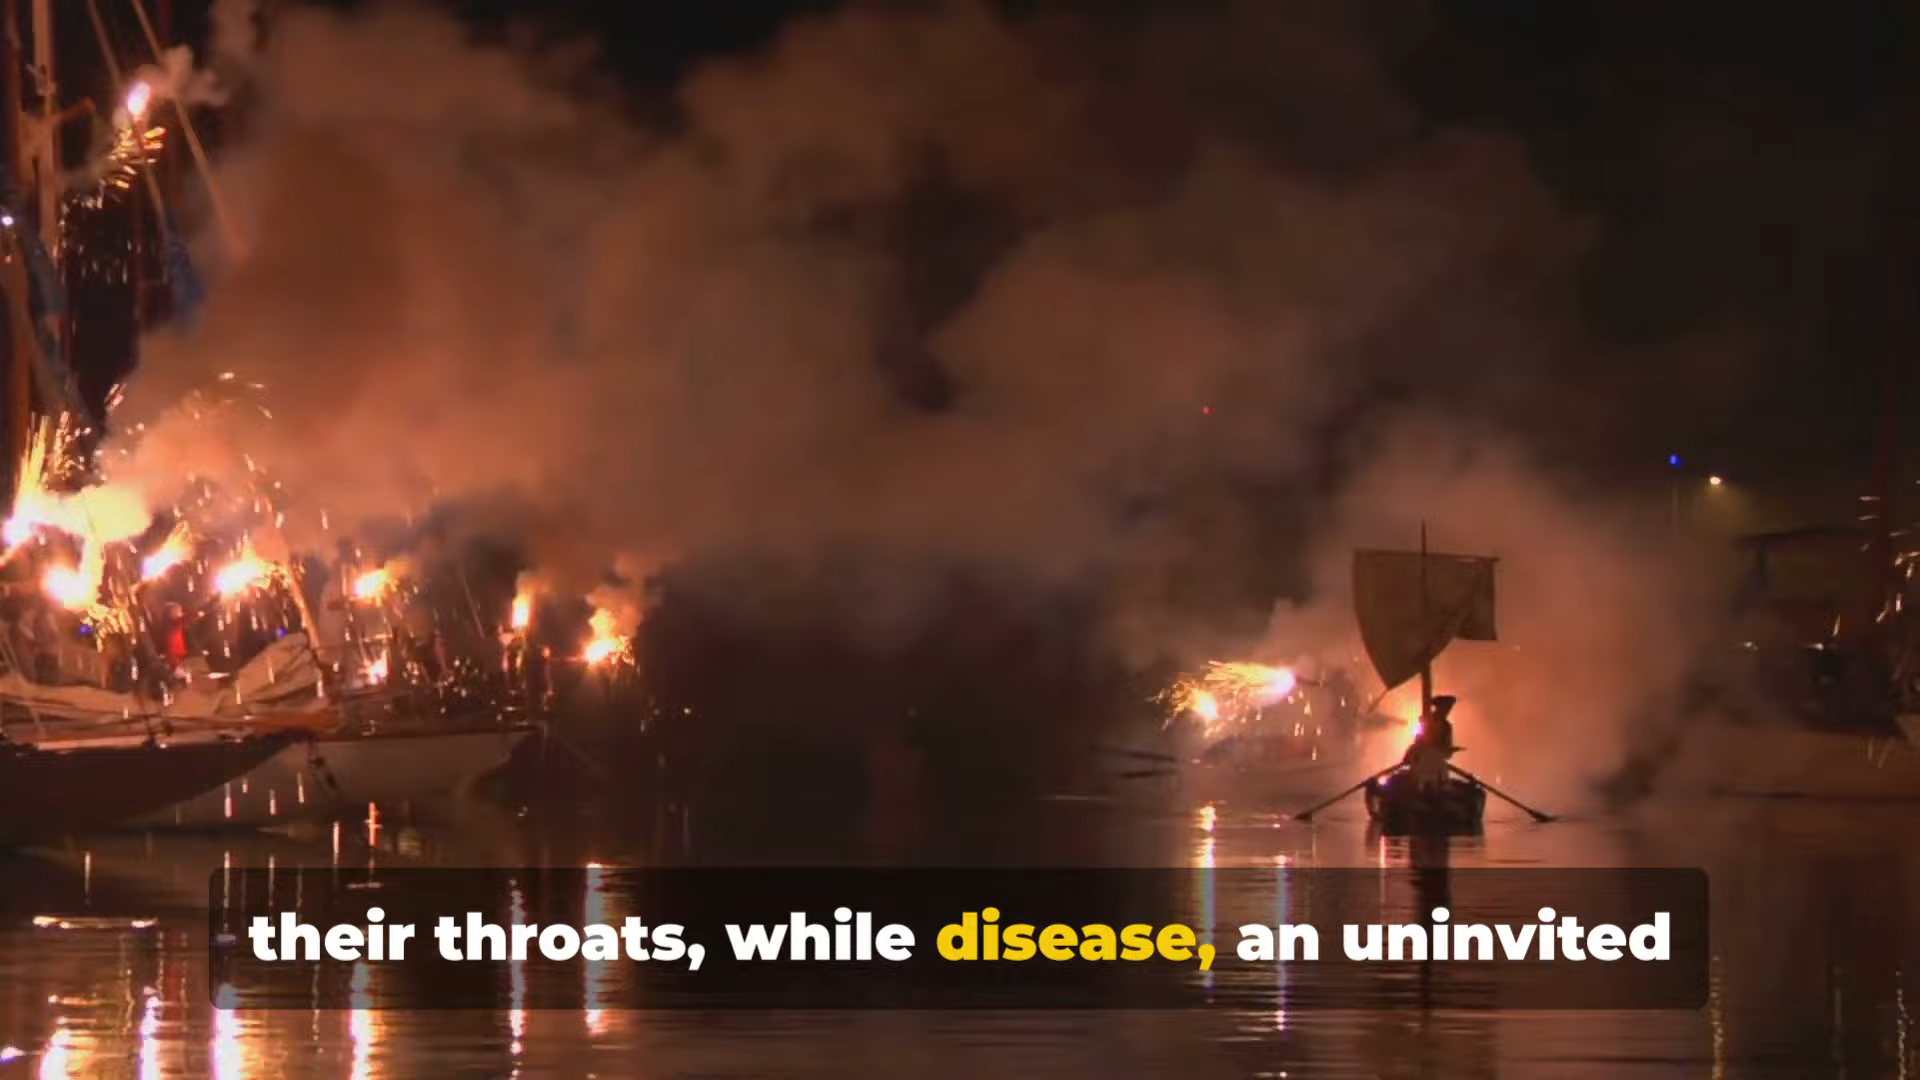 their throats, while disease, an uninvited